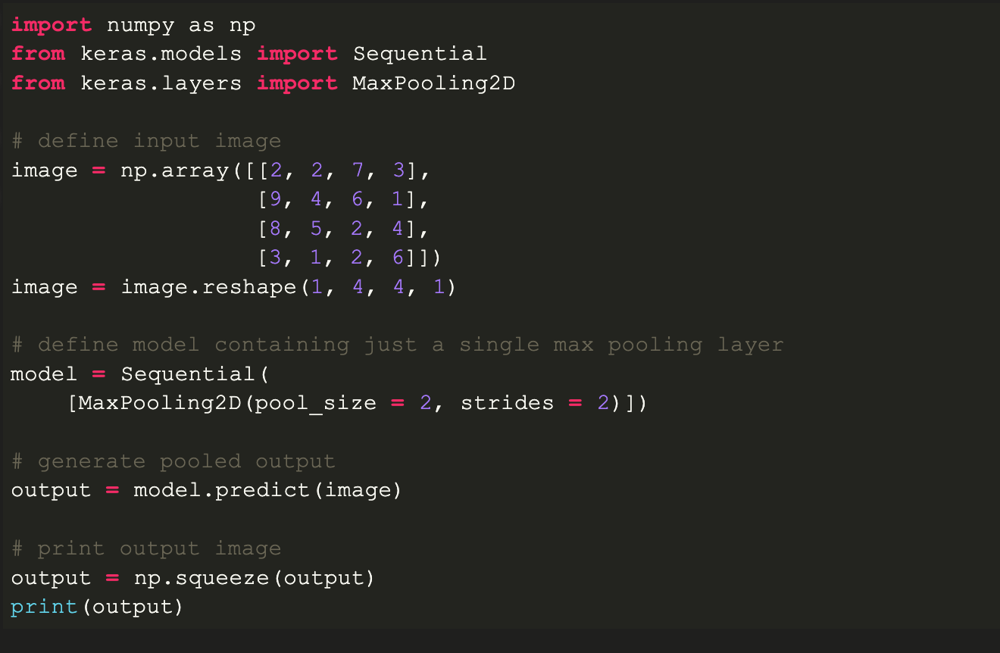 import numpy as np
from keras.models import Sequential
from keras.layers import MaxPooling2D

# define input image
image = np.array([[2, 2, 7, 3],
                  [9, 4, 6, 1],
                  [8, 5, 2, 4],
                  [3, 1, 2, 6]])
image = image.reshape(1, 4, 4, 1)

# define model containing just a single max pooling layer
model = Sequential(
    [MaxPooling2D(pool_size = 2, strides = 2)])

# generate pooled output
output = model.predict(image)

# print output image
output = np.squeeze(output)
print(output)